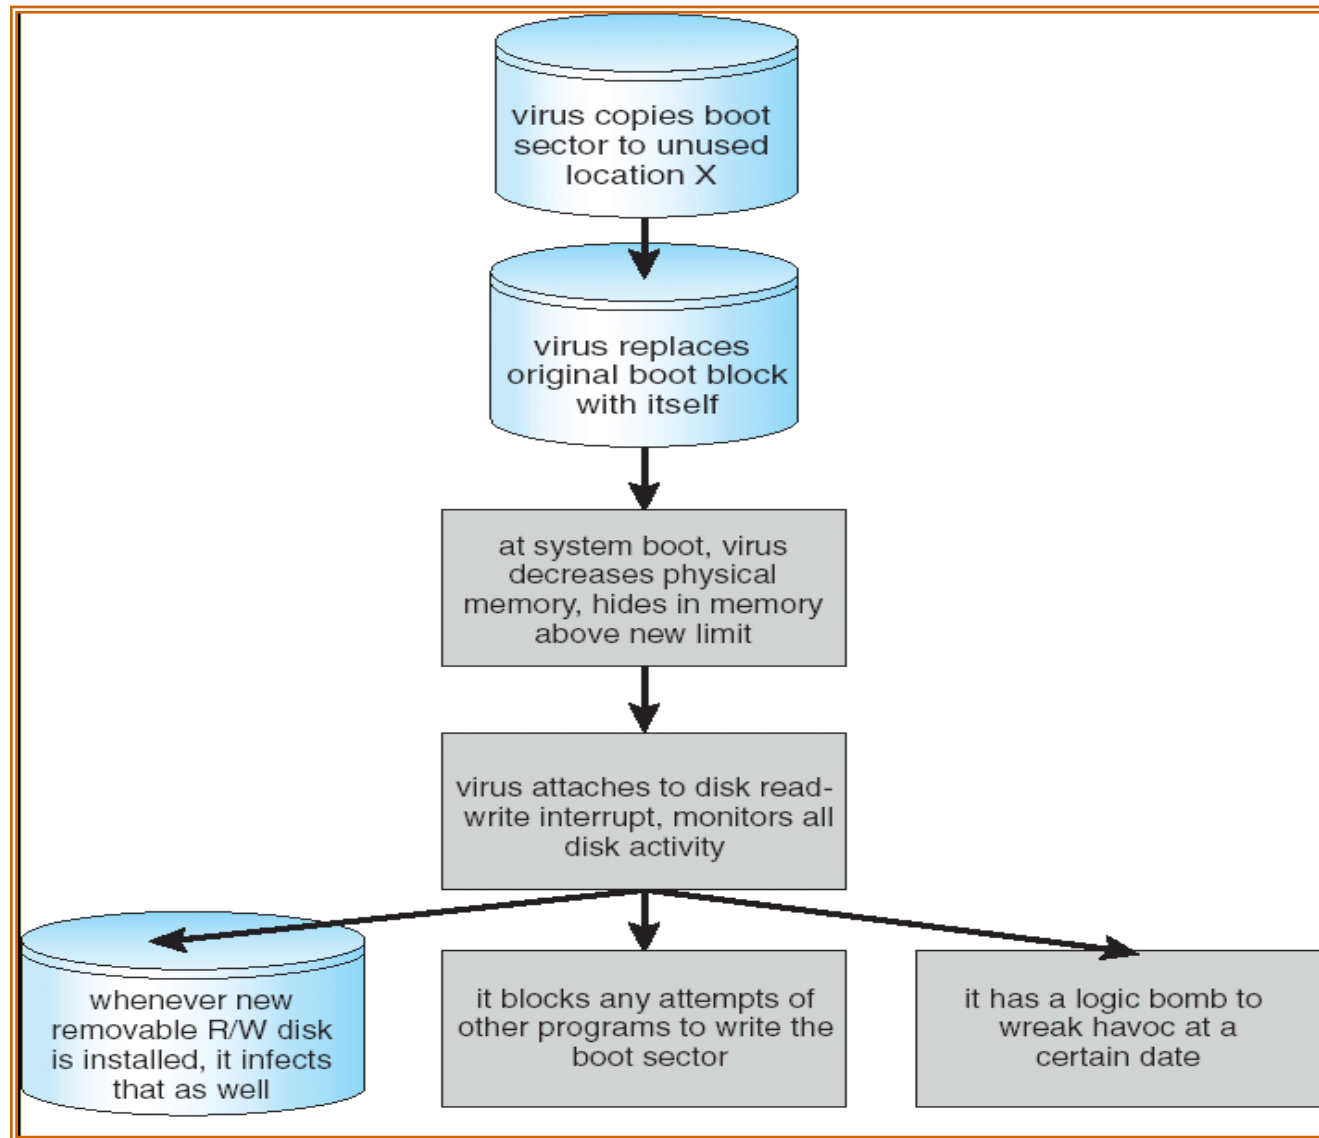 virus copies boot
sector to unused
location X
virus replaces
original boot block
with itself
at system boot, virus
decreases physical
memory, hides in memory
above new limit
virus attaches to disk read-
write interrupt, monitors all
disk activity
whenever new
removable R/W disk
is installed, it infects
that as well
it blocks any attempts of
other programs to write the
boot sector
it has a logic bomb to
wreak havoc at a
certain date